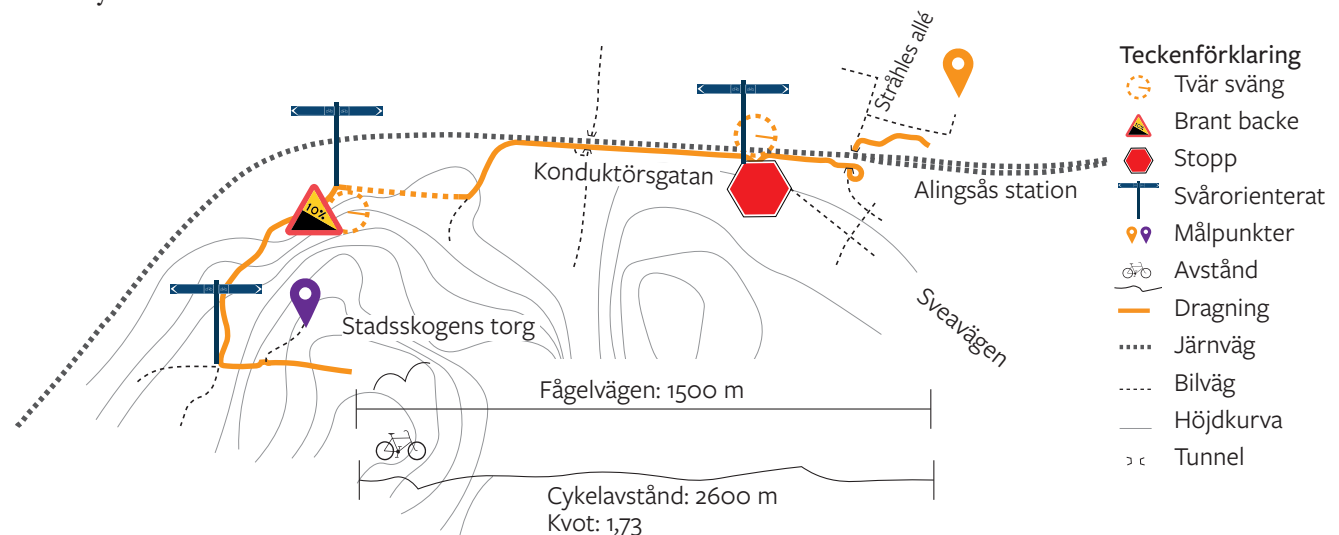 Stråhles allé
Konduktörsgatan
Alingsås station
10%
Stadsskogens torg
Sveavägen
Fågelvägen: 1500 m
Cykelavstånd: 2600 m
Kvot: 1,73
Teckenförklaring
Tvär sväng
10%
Brant backe
Stopp
Svårorienterat
Målpunkter
Avstånd
Dragning
Järnväg
Bilväg
Höjdkurva
Tunnel